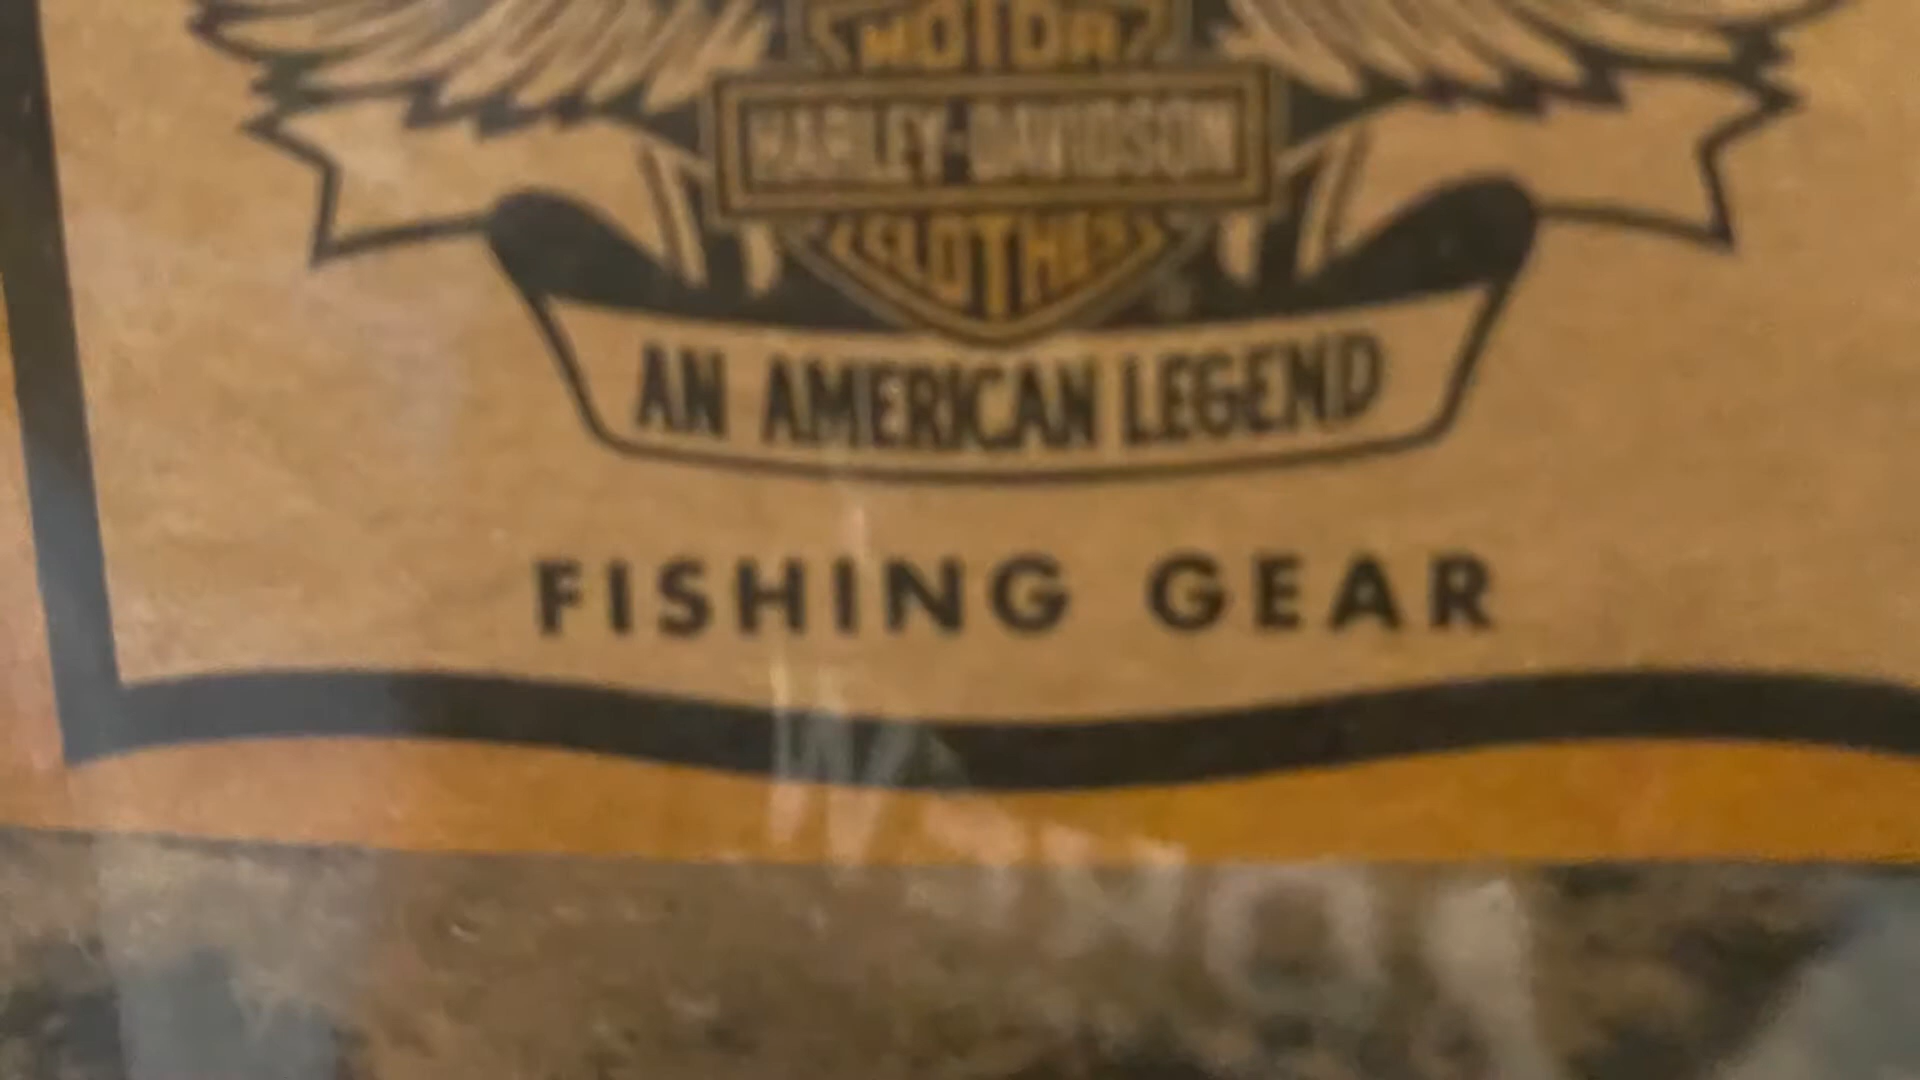 MOTOR
HARLEY-DAVIDSON
CLOTHES
AN AMERICAN LEGEND
FISHING GEAR